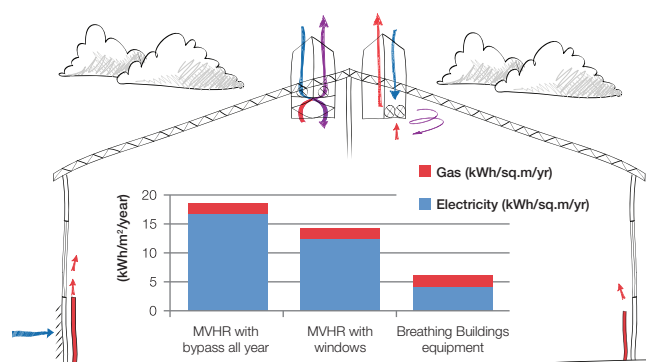 Gas (kWh/sq.m/yr)
Electricity (kWh/sq.m/yr)
(kWh/m²/year)
20
15
10
5
0
MVHR with
bypass all year
MVHR with
windows
Breathing Buildings
equipment